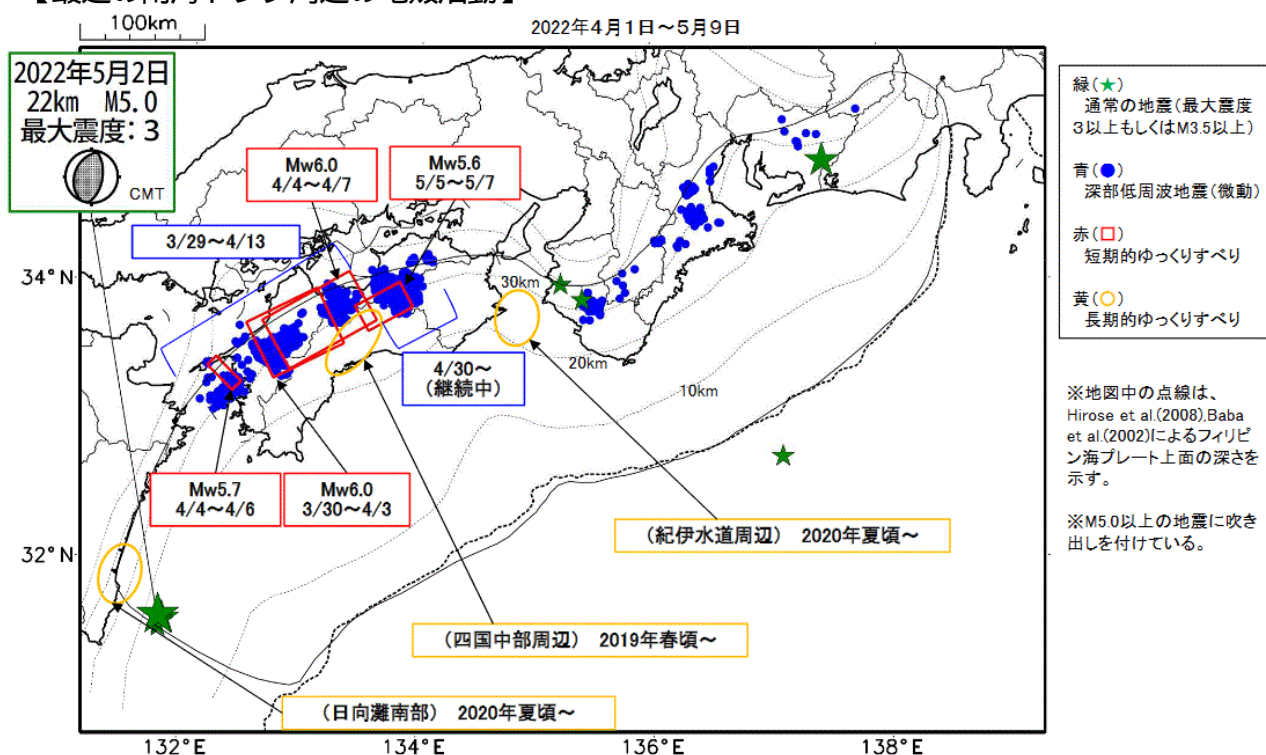 【最近の南海トラフ周辺の地殻活動】
100km
2022年4月1日～5月9日
2022年5月2日
22km M5.0
最大震度：3
CMT
Mw6.0
4/4～4/7
Mw5.6
5/5～5/7
3/29～4/13
34°N
30km
20km
10km
4/30～
(継続中)
Mw5.7
4/4～4/6
Mw6.0
3/30～4/3
(紀伊水道周辺) 2020年夏頃～
32°N
(四国中部周辺) 2019年春頃～
(日向灘南部) 2020年夏頃～
132°E
134°E
136°E
138°E
緑(★)
通常の地震(最大震度
3以上もしくはM3.5以上)
青(●)
深部低周波地震(微動)
赤(□)
短期的ゆっくりすべり
黄(○)
長期的ゆっくりすべり
※地図中の点線は、
Hirose et al.(2008),Baba
et al.(2002)によるフィリピ
ン海プレート上面の深さを
示す。
※M5.0以上の地震に吹き
出しを付けている。